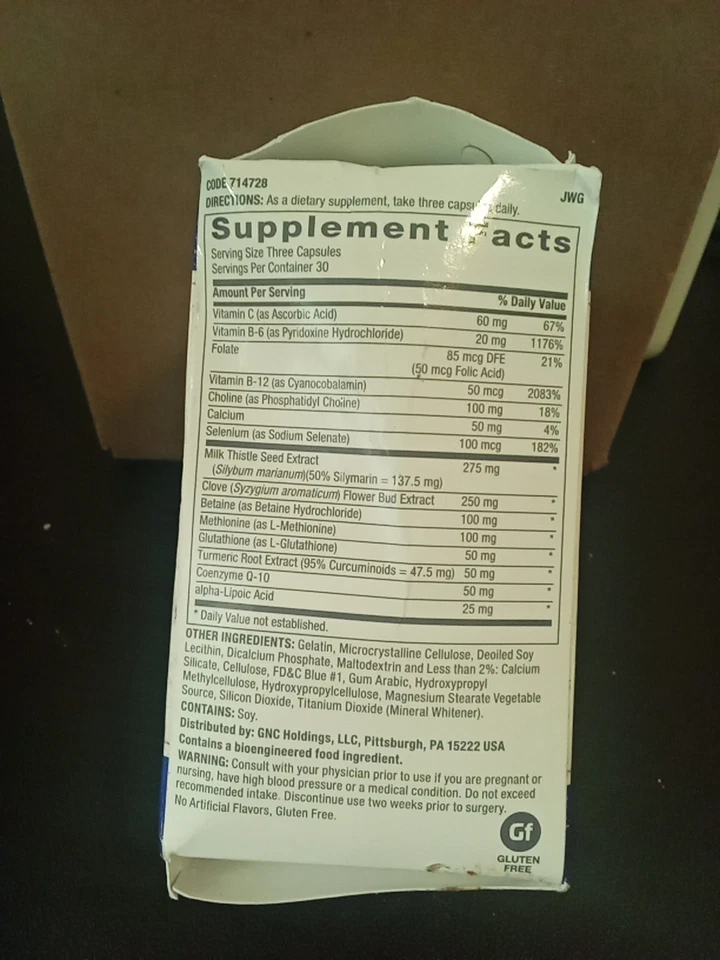 CODE 714728
JWG
DIRECTIONS: As a dietary supplement, take three daily.
Supplement
Serving Size Three Capsules
Servings Per Container 30
Amount Per Serving % Daily Value
Vitamin C (as Ascorbic Acid) 60 mg 67%
Vitamin B-6 (as Pyridoxine Hydrochloride) 20 mg 1176%
Folate 85 mcg DFE 21%
(50 mcg Folic Acid)
Vitamin B-12 (as Cyanocobalamin) 50 mcg 2083%
Choline (as Phosphatidyl Choline) 100 mg 18%
Calcium 50 mg 4%
Selenium (as Sodium Selenate) 100 mcg 182%
Milk Thistle Seed Extract 275 mg *
(Silybum marianum)(50% Silymarin = 137.5 mg)
Clove (Syzygium aromaticum) Flower Bud Extract 250 mg *
Betaine (as Betaine Hydrochloride) 100 mg *
Methionine (as L-Methionine) 100 mg *
Glutathione (as L-Glutathione) 50 mg *
Turmeric Root Extract (95% Curcuminoids = 47.5 mg) 50 mg *
Coenzyme Q-10 50 mg *
alpha-Lipoic Acid 25 mg *
* Daily Value not established.
OTHER INGREDIENTS: Gelatin, Microcrystalline Cellulose, Deoiled Soy
Lecithin, Dicalcium Phosphate, Maltodextrin and Less than 2%: Calcium
Silicate, Cellulose, FD&C Blue #1, Gum Arabic, Hydroxypropyl
Methylcellulose, Hydroxypropylcellulose, Magnesium Stearate Vegetable
Source, Silicon Dioxide, Titanium Dioxide (Mineral Whitener).
CONTAINS: Soy.
Distributed by: GNC Holdings, LLC, Pittsburgh, PA 15222 USA
Contains a bioengineered food ingredient.
WARNING: Consult with your physician prior to use if you are pregnant or
nursing, have high blood pressure or a medical condition. Do not exceed
recommended intake. Discontinue use two weeks prior to surgery.
No Artificial Flavors, Gluten Free.
Gf
GLUTEN
FREE